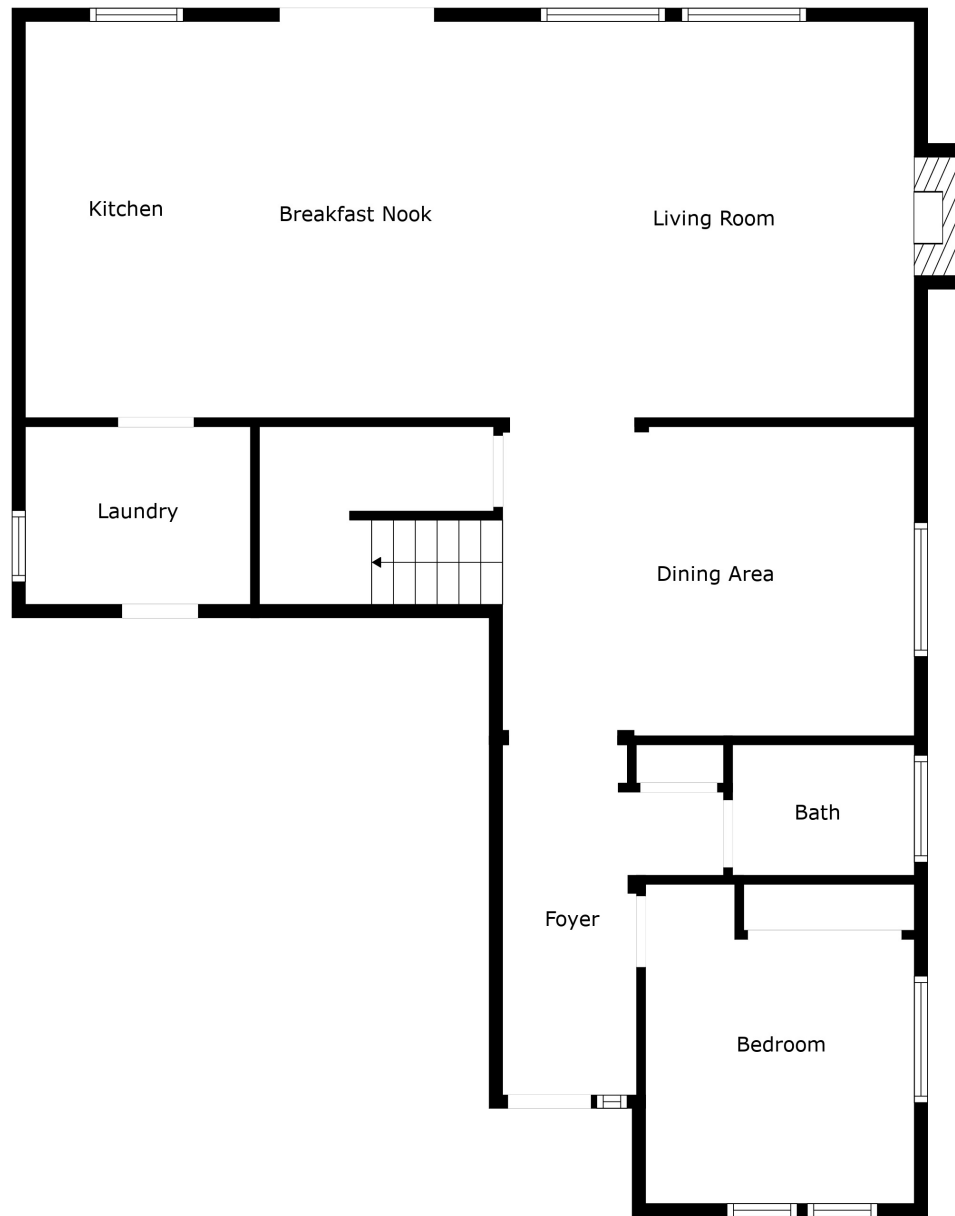 Kitchen
Breakfast Nook
Living Room
Laundry
Dining Area
Bath
Foyer
Bedroom